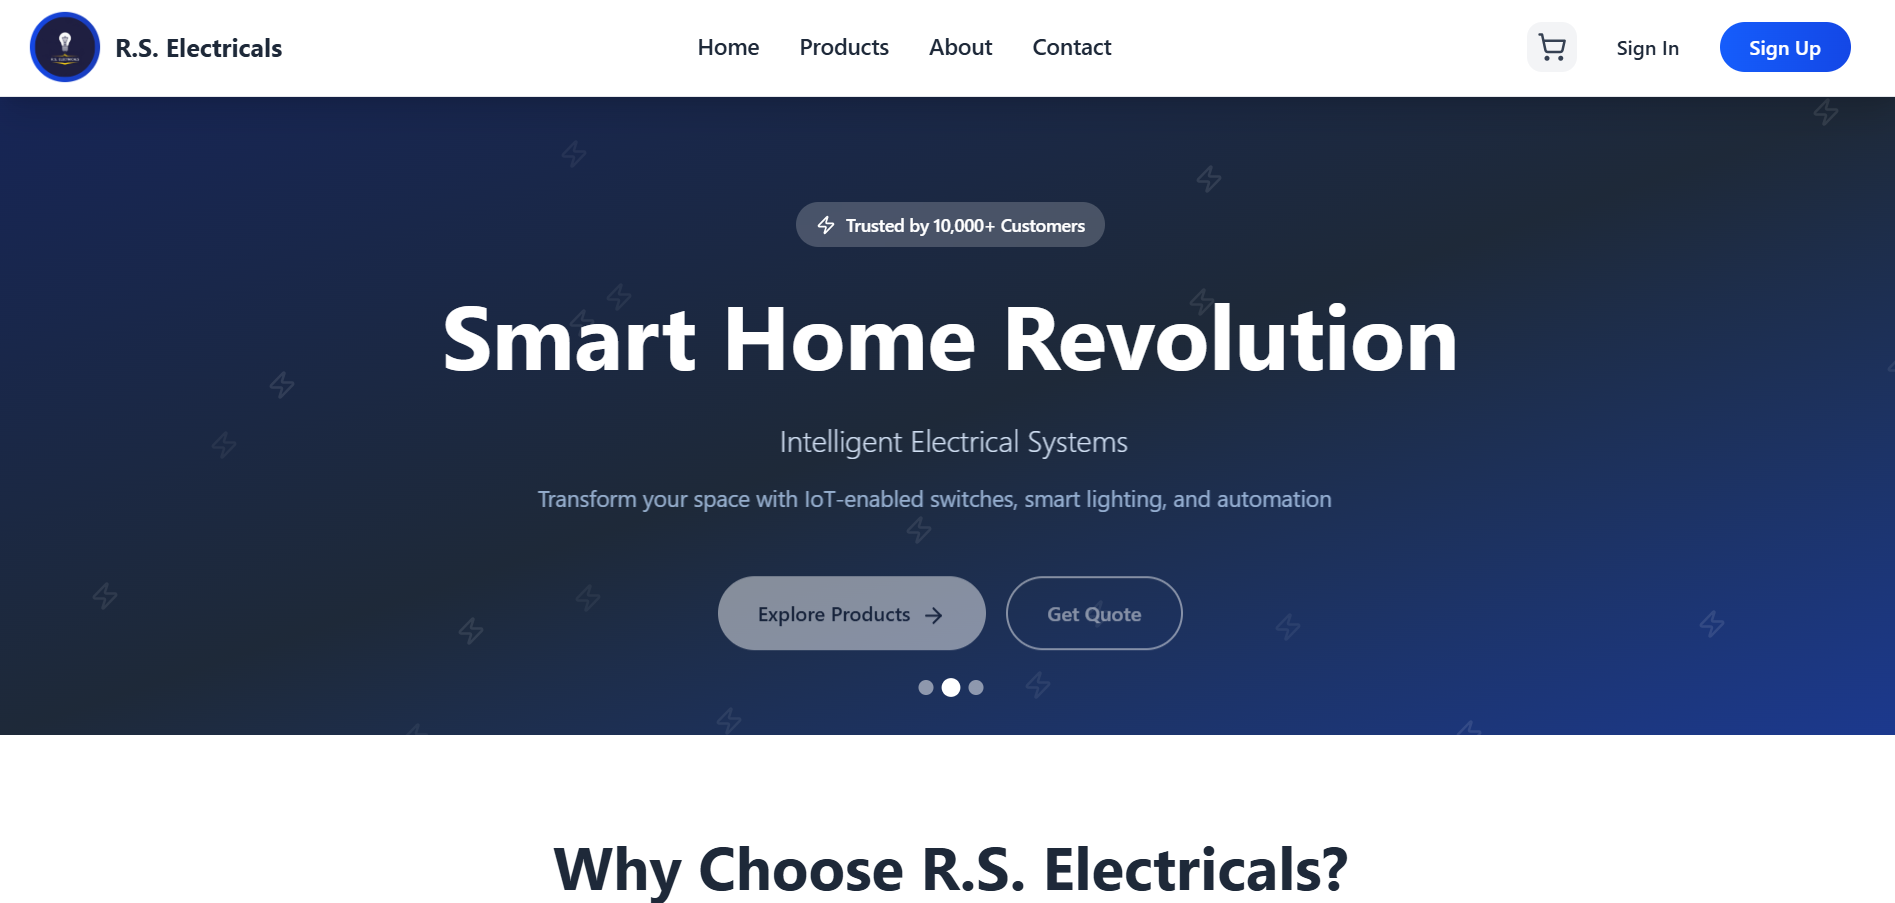 R.S. Electricals
Home
Products
About
Contact
Sign In
Sign Up
Trusted by 10,000+ Customers
Smart Home Revolution
Intelligent Electrical Systems
Transform your space with IoT-enabled switches, smart lighting, and automation
Explore Products
Get Quote
Why Choose R.S. Electricals?